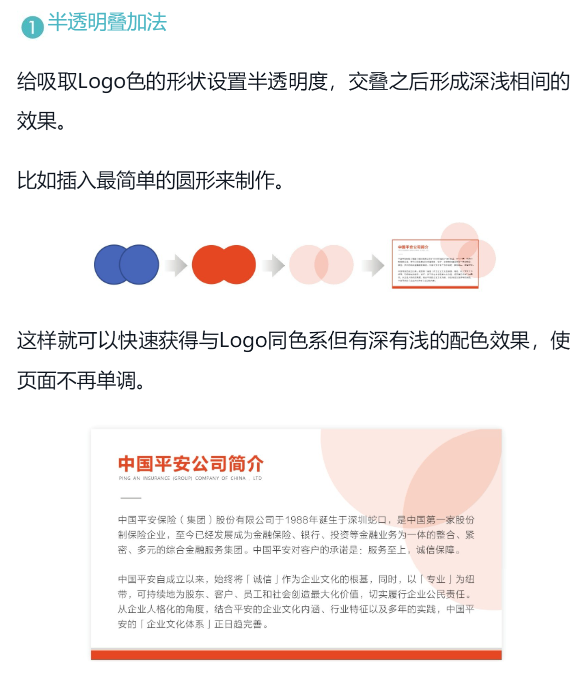 1 半透明叠加法
给吸取Logo色的形状设置半透明度，交叠之后形成深浅相间的
效果。
比如插入最简单的圆形来制作。
中国平安公司简介
这样就可以快速获得与Logo同色系但有深有浅的配色效果，使
页面不再单调。
中国平安公司简介
PING AN INSURANCE (GROUP) COMPANY OF CHINA , LTD
中国平安保险（集团）股份有限公司于1988年诞生于深圳蛇口，是中国第一家股份
制保险企业，至今已经发展成为金融保险、银行、投资等金融业务为一体的整合、紧
密、多元的综合金融服务集团。中国平安对客户的承诺是：服务至上，诚信保障。
中国平安自成立以来，始终将「诚信」作为企业文化的根基，同时，以「专业」为纽
带，可持续地为股东、客户、员工和社会创造最大化价值，切实履行企业公民责任。
从企业人格化的角度，结合平安的企业文化内涵、行业特征以及多年的实践，中国平
安的「企业文化体系」正日趋完善。